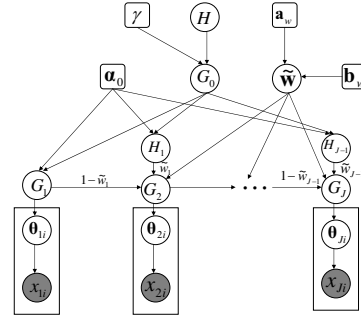 γ H a_w
α_0 G_0 w̃ b_w
H_1 H_{J-1}
w̃_1 w̃_{J-1}
G_1 1-w̃_1 G_2 ··· 1-w̃_{J-1} G_J
θ_{1i} θ_{2i} θ_{Ji}
x_{1i} x_{2i} x_{Ji}